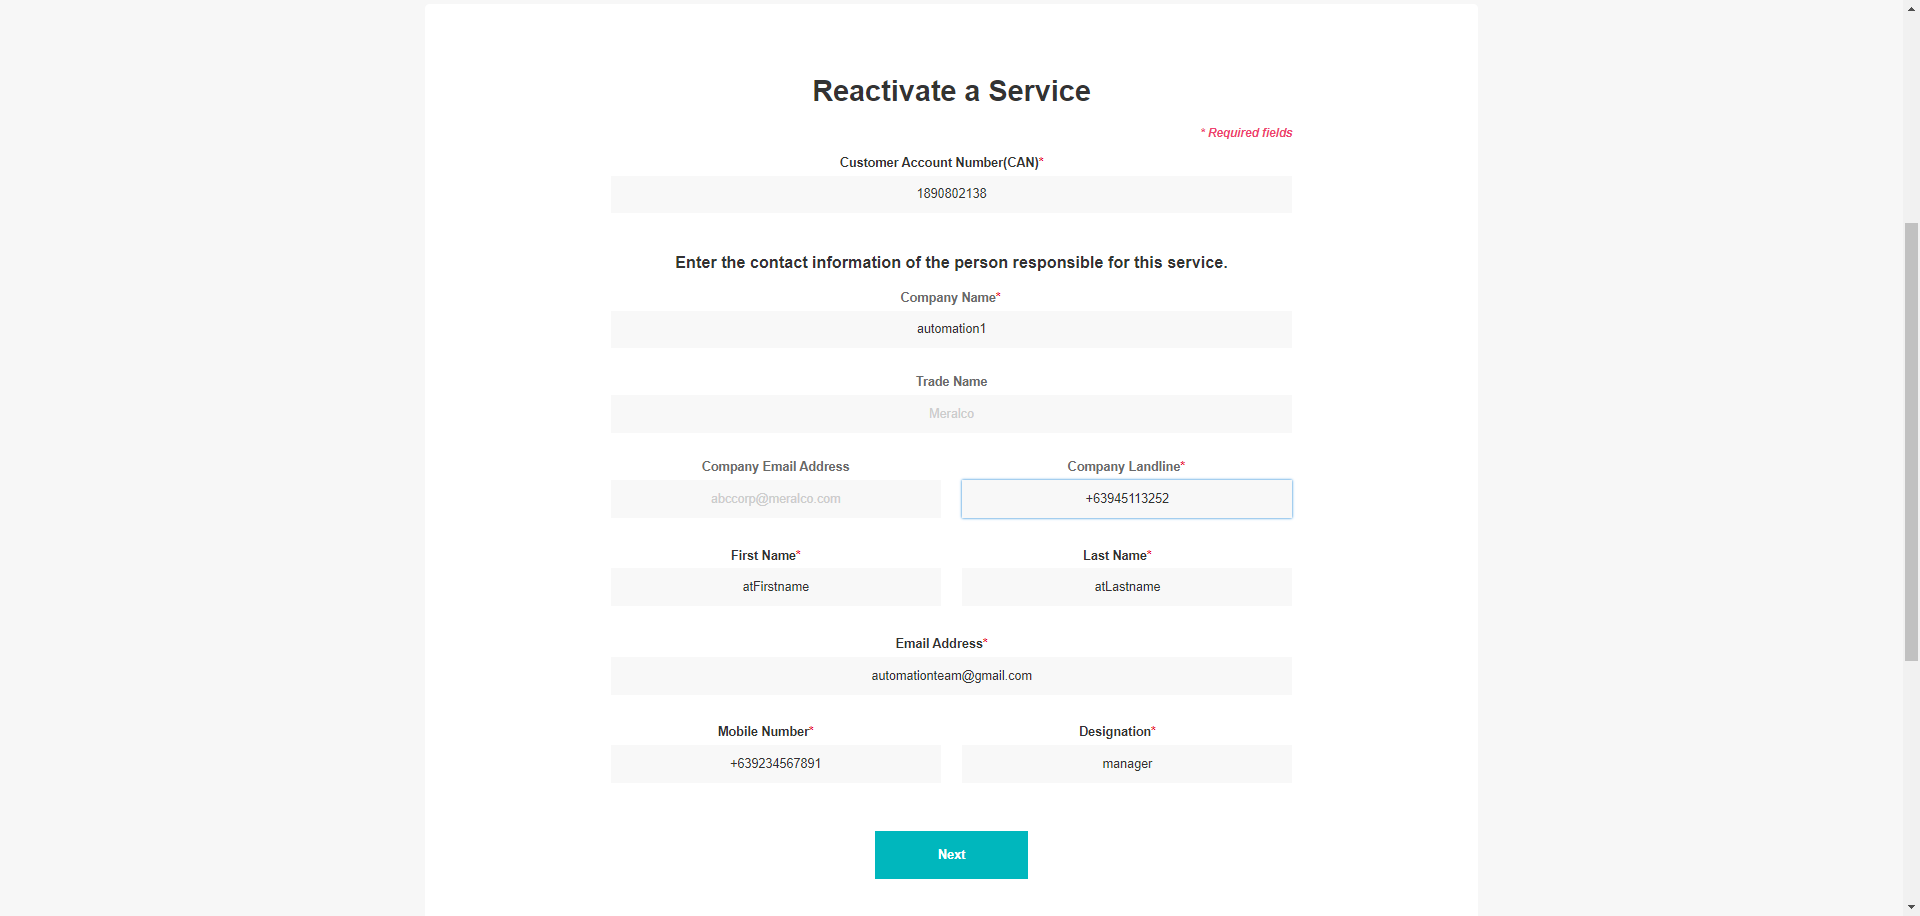 Reactivate a Service
* Required fields
Customer Account Number(CAN)*
1890802138
Enter the contact information of the person responsible for this service.
Company Name*
automation1
Trade Name
Meralco
Company Email Address
Company Landline*
abccorp@meralco.com
+63945113252
First Name*
Last Name*
atFirstname
atLastname
Email Address*
automationteam@gmail.com
Mobile Number*
Designation*
+639234567891
manager
Next